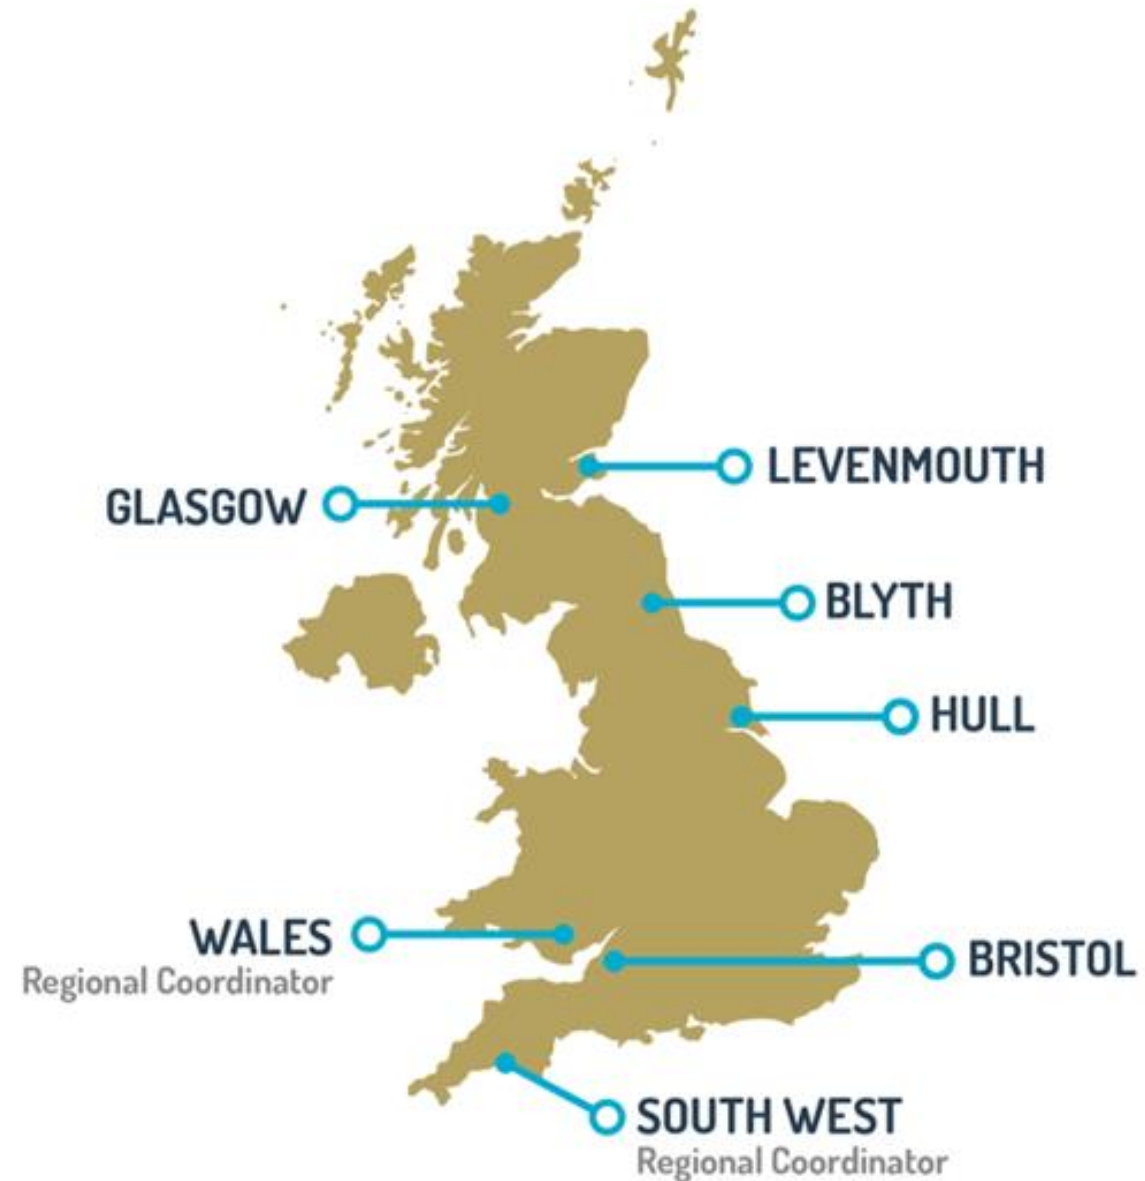 LEVENMOUTH
GLASGOW
BLYTH
HULL
WALES
Regional Coordinator
BRISTOL
SOUTH WEST
Regional Coordinator